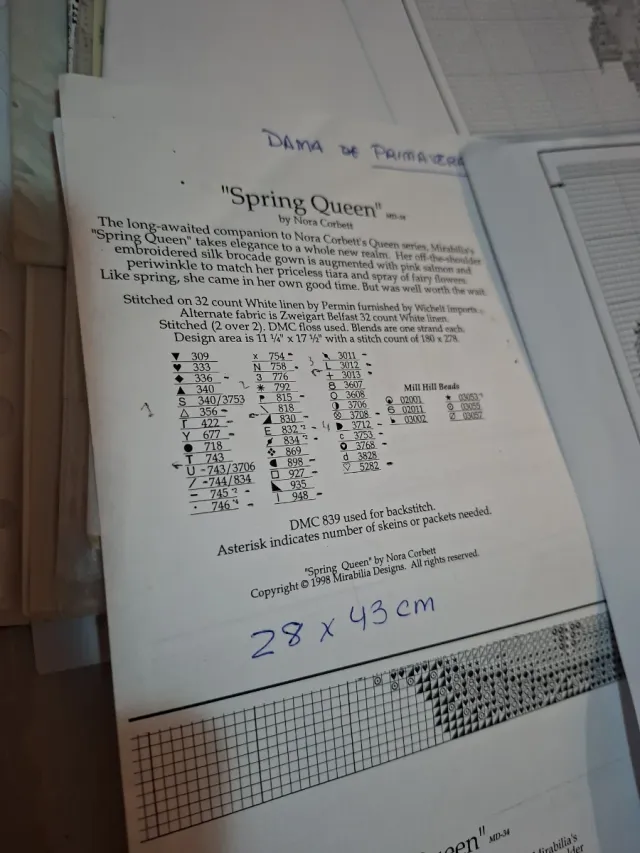 DAMA DE PRIMAVERA
"Spring Queen" MD-34
by Nora Corbett
The long-awaited companion to Nora Corbett's Queen series, Mirabilia's
"Spring Queen" takes elegance to a whole new realm. Her off-the-shoulder
embroidered silk brocade gown is augmented with pink salmon and
periwinkle to match her priceless tiara and spray of fairy flowers.
Like spring, she came in her own good time. But was well worth the wait.
Stitched on 32 count White linen by Permin furnished by Wichelt Imports.
Alternate fabric is Zweigart Belfast 32 count White linen.
Stitched (2 over 2). DMC floss used. Blends are one strand each.
Design area is 11 ¼" x 17 ½" with a stitch count of 180 x 278.
▼ 309
♥ 333
◆ 336 -
▲ 340
S 340/3753
1
△ 356 -
422 -
Y 677 -
● 718
T 743
U -743/3706
/ -744/834
– 745
· 746
x 754 -
N 758
3 776
2 ✱ 792
P 815 -
\ 818
◢ 830 -
E 832
834
❖ 869
898 -
□ 927 -
◣ 935
| 948 -
3 3011 -
L 3012 -
+ 3013 -
8 3607
O 3608
3706
3708 -
4 3712 -
c 3753 -
3768 -
d 3828
♡ 5282 -
Mill Hill Beads
02001
02011
03002
★ 03053*
03055
03057
DMC 839 used for backstitch.
Asterisk indicates number of skeins or packets needed.
"Spring Queen" by Nora Corbett
Copyright © 1998 Mirabilia Designs. All rights reserved.
28 x 43 cm
een" MD-34
Mirabilia's